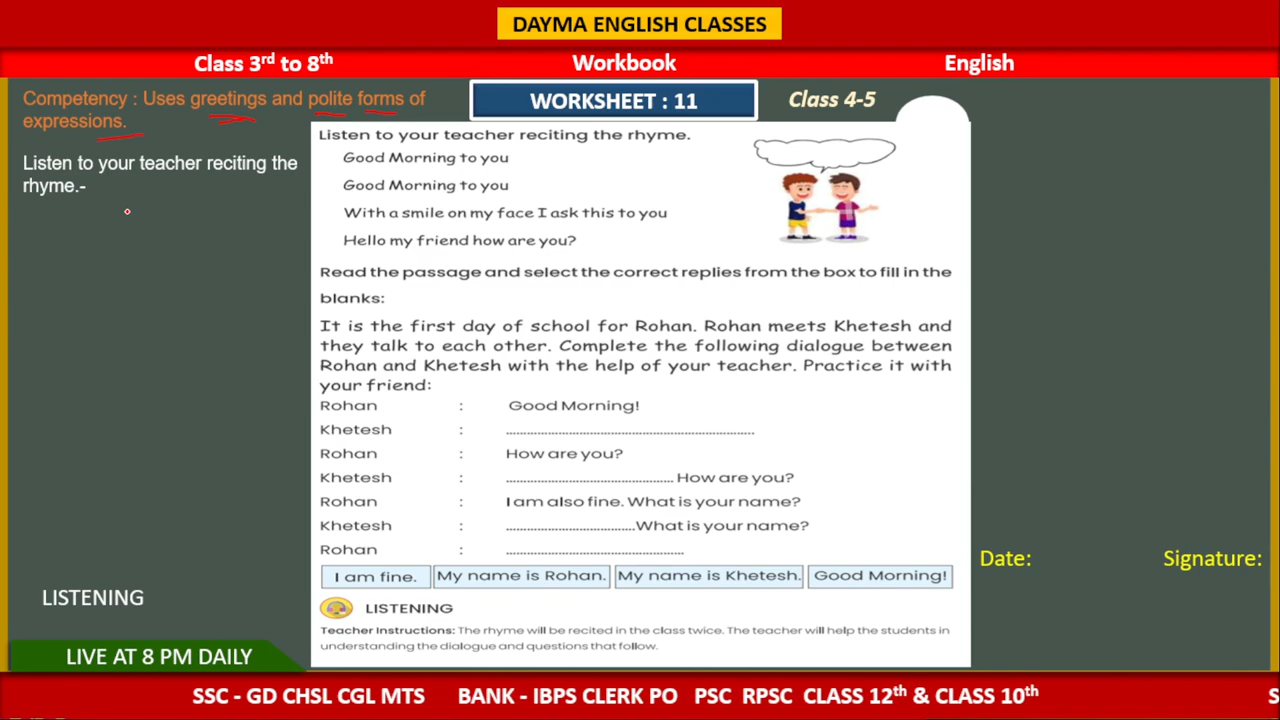 DAYMA ENGLISH CLASSES
Class 3rd to 8th Workbook English
Competency : Uses greetings and polite forms of
expressions.
WORKSHEET : 11
Class 4-5
Listen to your teacher reciting the
rhyme.-
Listen to your teacher reciting the rhyme.
Good Morning to you
Good Morning to you
With a smile on my face I ask this to you
Hello my friend how are you?
Read the passage and select the correct replies from the box to fill in the
blanks:
It is the first day of school for Rohan. Rohan meets Khetesh and
they talk to each other. Complete the following dialogue between
Rohan and Khetesh with the help of your teacher. Practice it with
your friend:
Rohan : Good Morning!
Khetesh : ........................................................................
Rohan : How are you?
Khetesh : ................................................ How are you?
Rohan : I am also fine. What is your name?
Khetesh : .....................................What is your name?
Rohan : ...................................................
I am fine. My name is Rohan. My name is Khetesh. Good Morning!
LISTENING
Teacher Instructions: The rhyme will be recited in the class twice. The teacher will help the students in
understanding the dialogue and questions that follow.
Date: Signature:
LISTENING
LIVE AT 8 PM DAILY
SSC - GD CHSL CGL MTS BANK - IBPS CLERK PO PSC RPSC CLASS 12th & CLASS 10th S